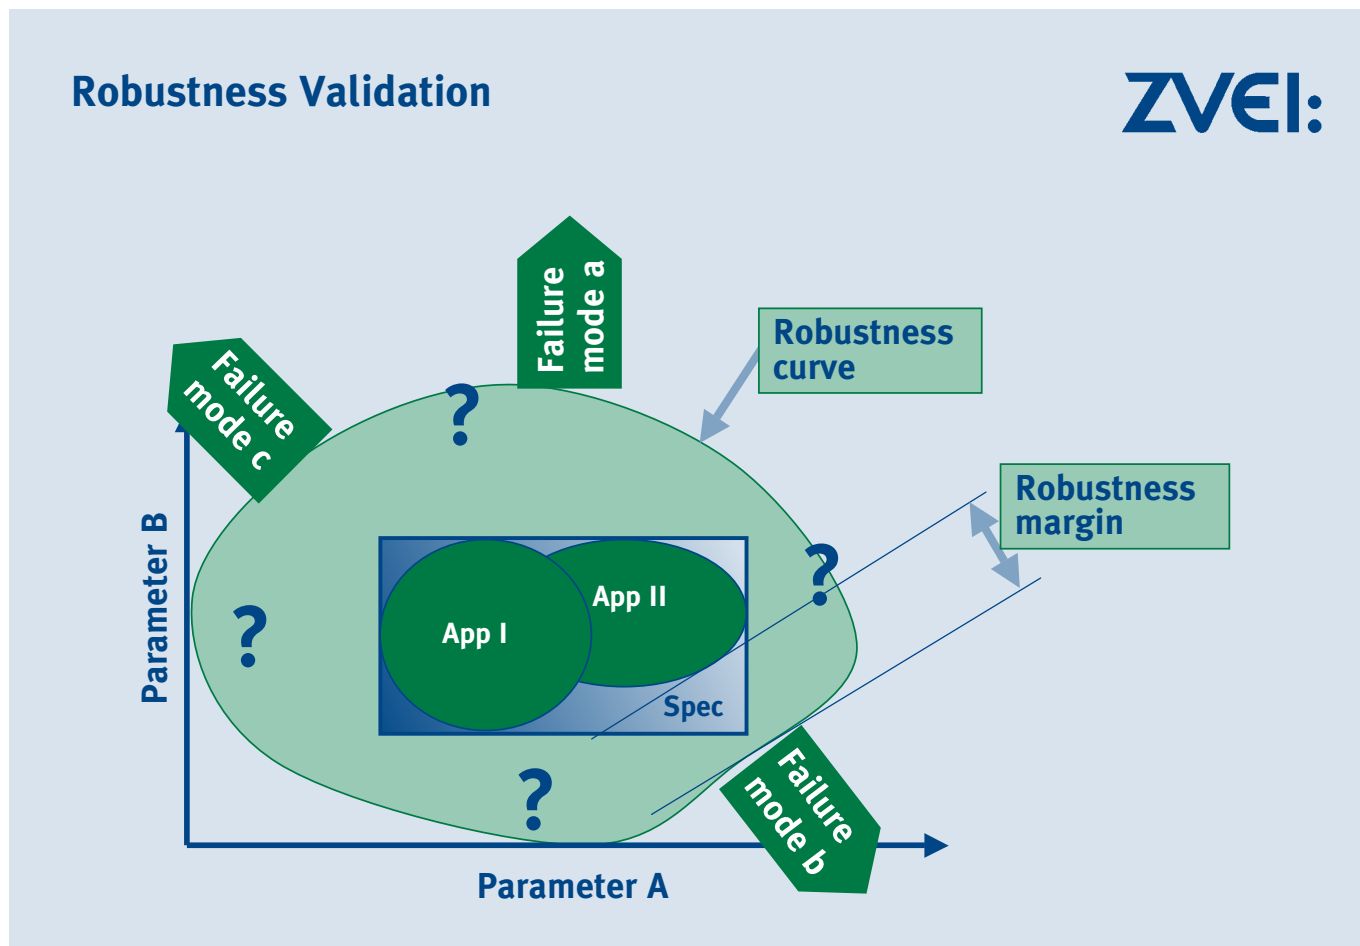 Robustness Validation
ZVEI:
Failure
mode a
Robustness
curve
Failure
mode c
?
Robustness
margin
Parameter B
?
?
App I
App II
Spec
?
Failure
mode b
Parameter A